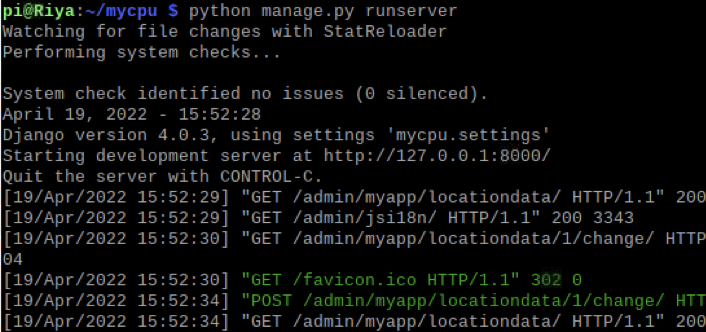 pi@Riya:~/mycpu $ python manage.py runserver
Watching for file changes with StatReloader
Performing system checks...
System check identified no issues (0 silenced).
April 19, 2022 - 15:52:28
Django version 4.0.3, using settings 'mycpu.settings'
Starting development server at http://127.0.0.1:8000/
Quit the server with CONTROL-C.
[19/Apr/2022 15:52:29] "GET /admin/myapp/locationdata/ HTTP/1.1" 200
[19/Apr/2022 15:52:29] "GET /admin/jsi18n/ HTTP/1.1" 200 3343
[19/Apr/2022 15:52:30] "GET /admin/myapp/locationdata/1/change/ HTTP
04
[19/Apr/2022 15:52:30] "GET /favicon.ico HTTP/1.1" 302 0
[19/Apr/2022 15:52:34] "POST /admin/myapp/locationdata/1/change/ HTT
[19/Apr/2022 15:52:34] "GET /admin/myapp/locationdata/ HTTP/1.1" 200